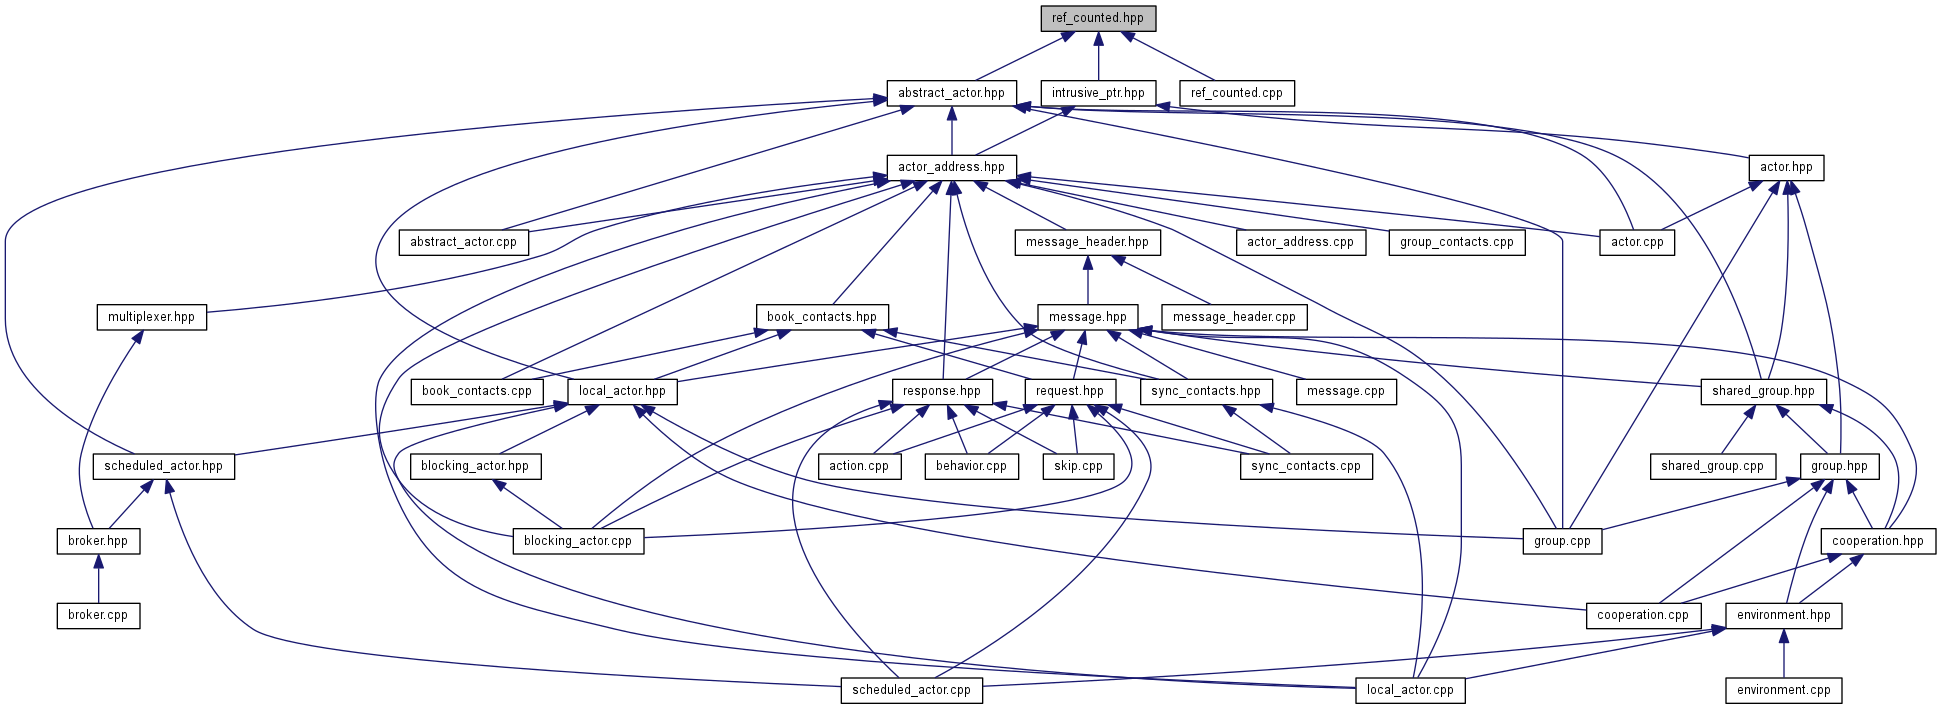 ref_counted.hpp
abstract_actor.hpp
intrusive_ptr.hpp
ref_counted.cpp
actor_address.hpp
actor.hpp
abstract_actor.cpp
message_header.hpp
actor_address.cpp
group_contacts.cpp
actor.cpp
multiplexer.hpp
book_contacts.hpp
message.hpp
message_header.cpp
book_contacts.cpp
local_actor.hpp
response.hpp
request.hpp
sync_contacts.hpp
message.cpp
shared_group.hpp
scheduled_actor.hpp
blocking_actor.hpp
action.cpp
behavior.cpp
skip.cpp
sync_contacts.cpp
shared_group.cpp
group.hpp
broker.hpp
blocking_actor.cpp
group.cpp
cooperation.hpp
broker.cpp
cooperation.cpp
environment.hpp
scheduled_actor.cpp
local_actor.cpp
environment.cpp